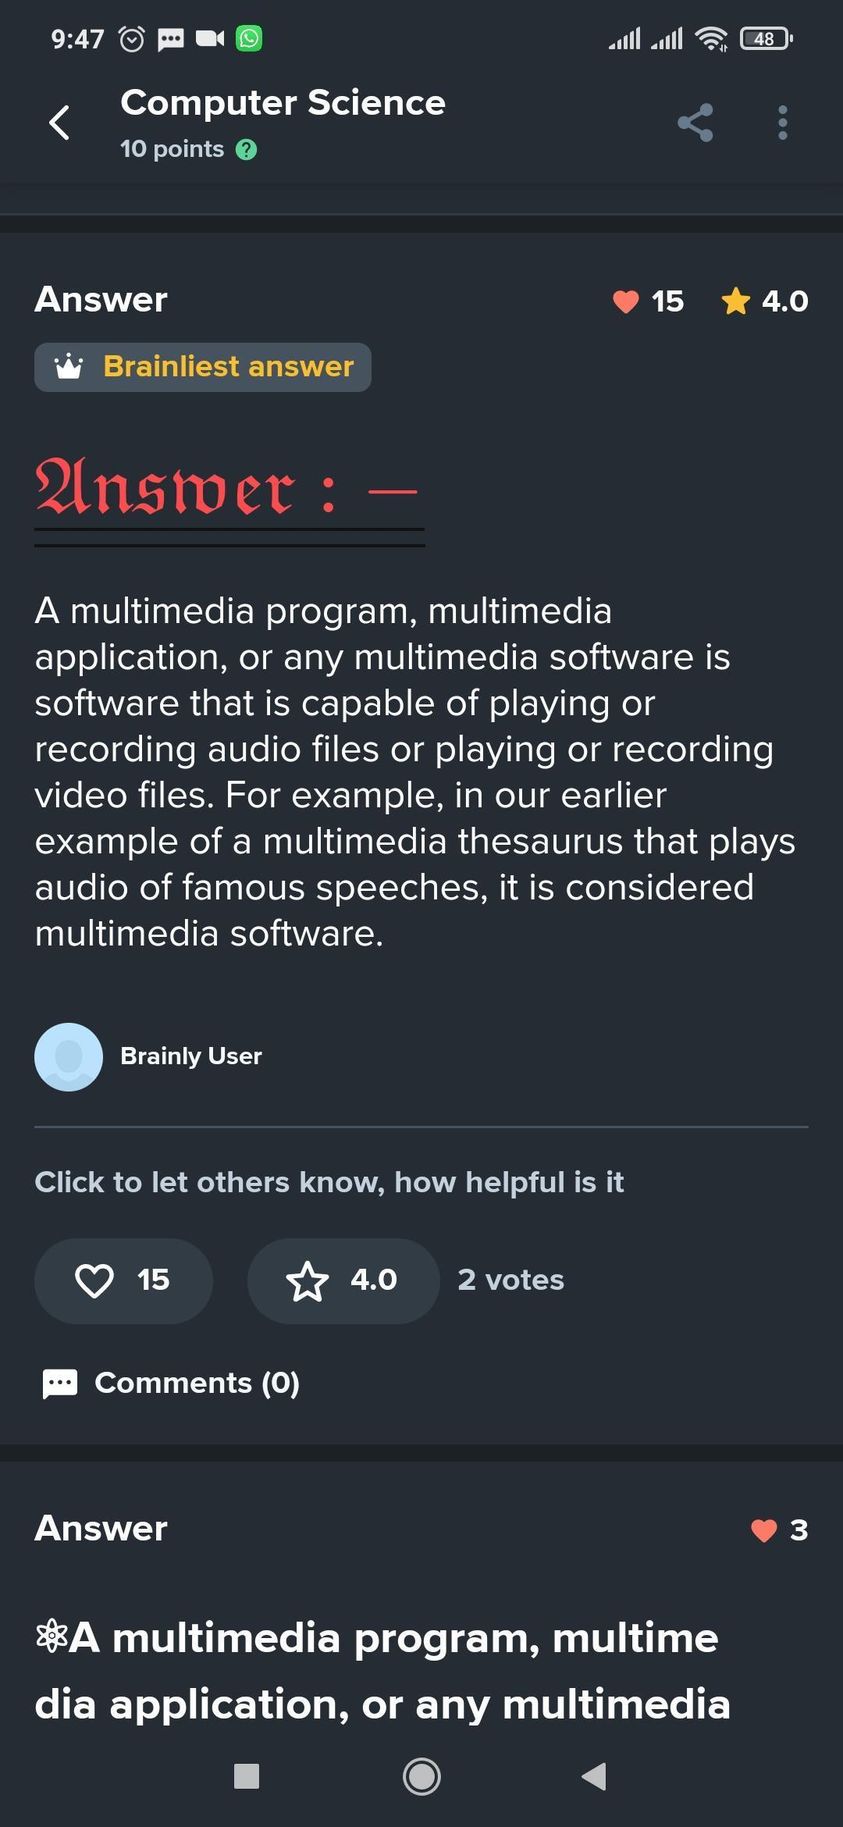 9:47
48
Computer Science
10 points ?
Answer
15
4.0
Brainliest answer
Answer : —
A multimedia program, multimedia
application, or any multimedia software is
software that is capable of playing or
recording audio files or playing or recording
video files. For example, in our earlier
example of a multimedia thesaurus that plays
audio of famous speeches, it is considered
multimedia software.
Brainly User
Click to let others know, how helpful is it
15
4.0
2 votes
Comments (0)
Answer
3
⚛A multimedia program, multime
dia application, or any multimedia